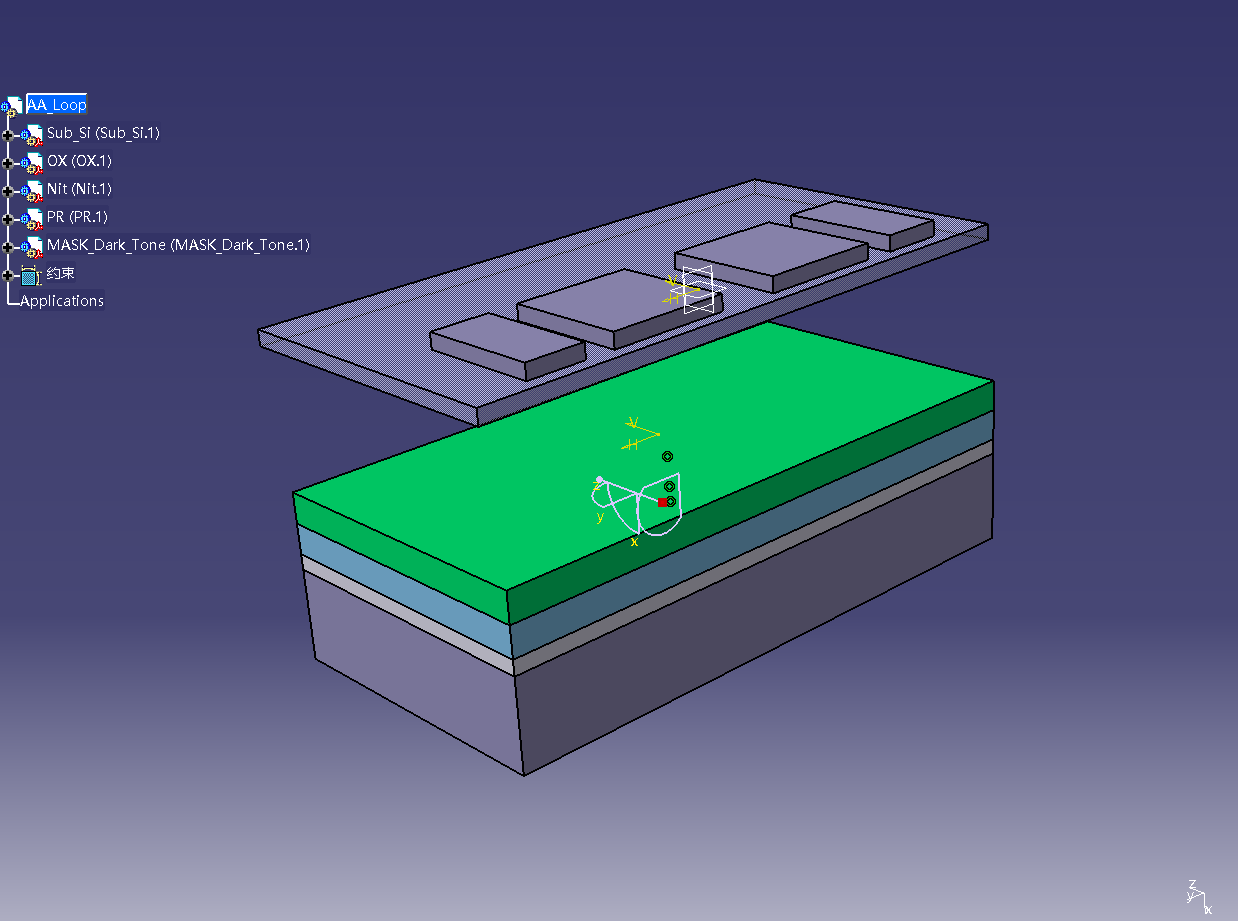 AA_Loop
Sub_Si (Sub_Si.1)
OX (OX.1)
Nit (Nit.1)
PR (PR.1)
MASK_Dark_Tone (MASK_Dark_Tone.1)
约束
Applications
V
H
V
H
z
y
x
z
y
x